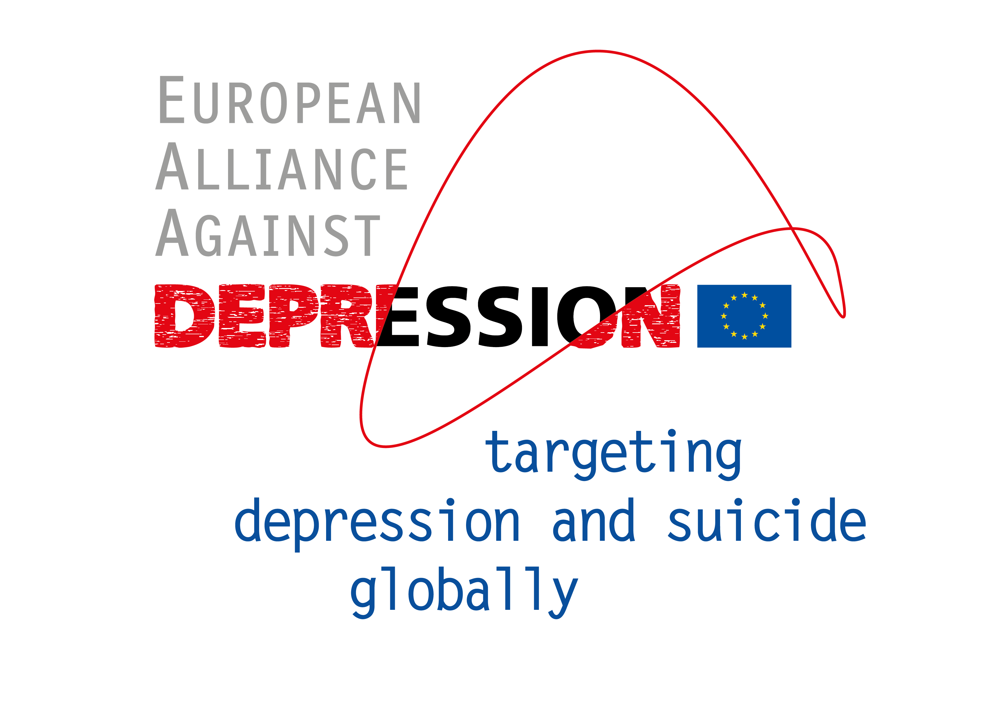 EUROPEAN
ALLIANCE
AGAINST
DEPRESSION
targeting
depression and suicide
globally